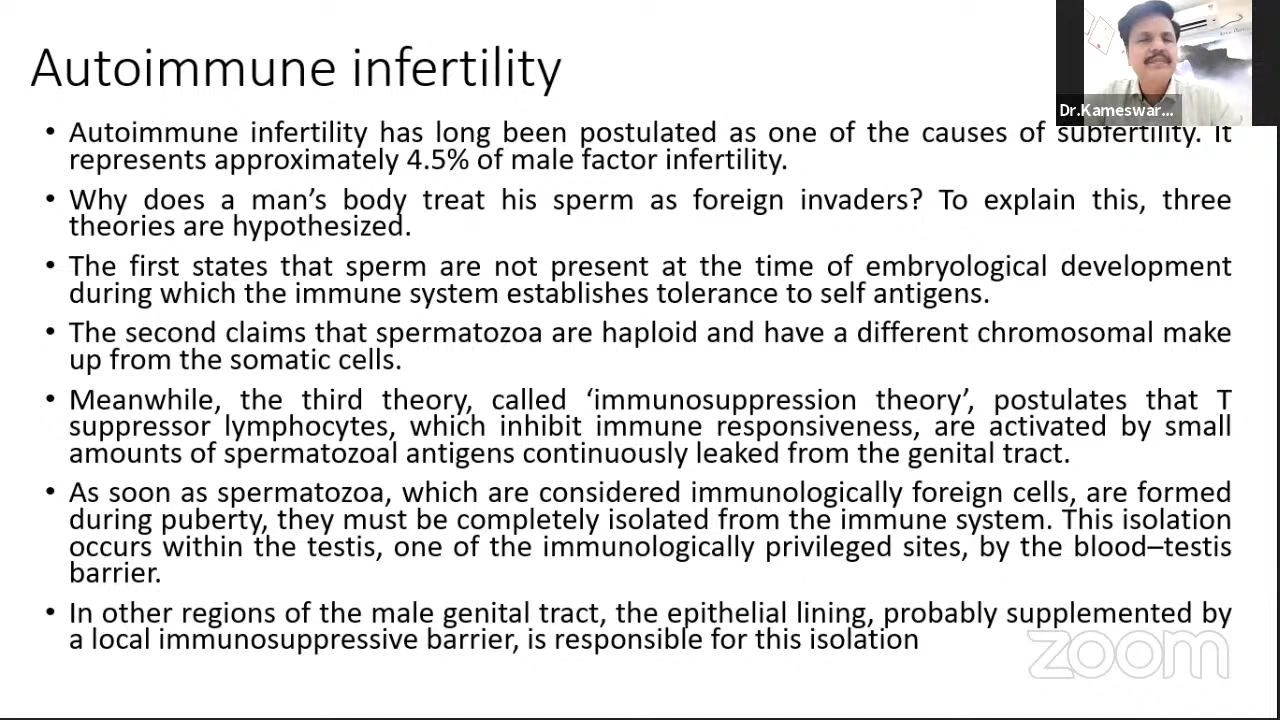 Autoimmune infertility
Dr.Kameswar...
• Autoimmune infertility has long been postulated as one of the causes of subfertility. It
represents approximately 4.5% of male factor infertility.
• Why does a man’s body treat his sperm as foreign invaders? To explain this, three
theories are hypothesized.
• The first states that sperm are not present at the time of embryological development
during which the immune system establishes tolerance to self antigens.
• The second claims that spermatozoa are haploid and have a different chromosomal make
up from the somatic cells.
• Meanwhile, the third theory, called ‘immunosuppression theory’, postulates that T
suppressor lymphocytes, which inhibit immune responsiveness, are activated by small
amounts of spermatozoal antigens continuously leaked from the genital tract.
• As soon as spermatozoa, which are considered immunologically foreign cells, are formed
during puberty, they must be completely isolated from the immune system. This isolation
occurs within the testis, one of the immunologically privileged sites, by the blood–testis
barrier.
• In other regions of the male genital tract, the epithelial lining, probably supplemented by
a local immunosuppressive barrier, is responsible for this isolation
zoom